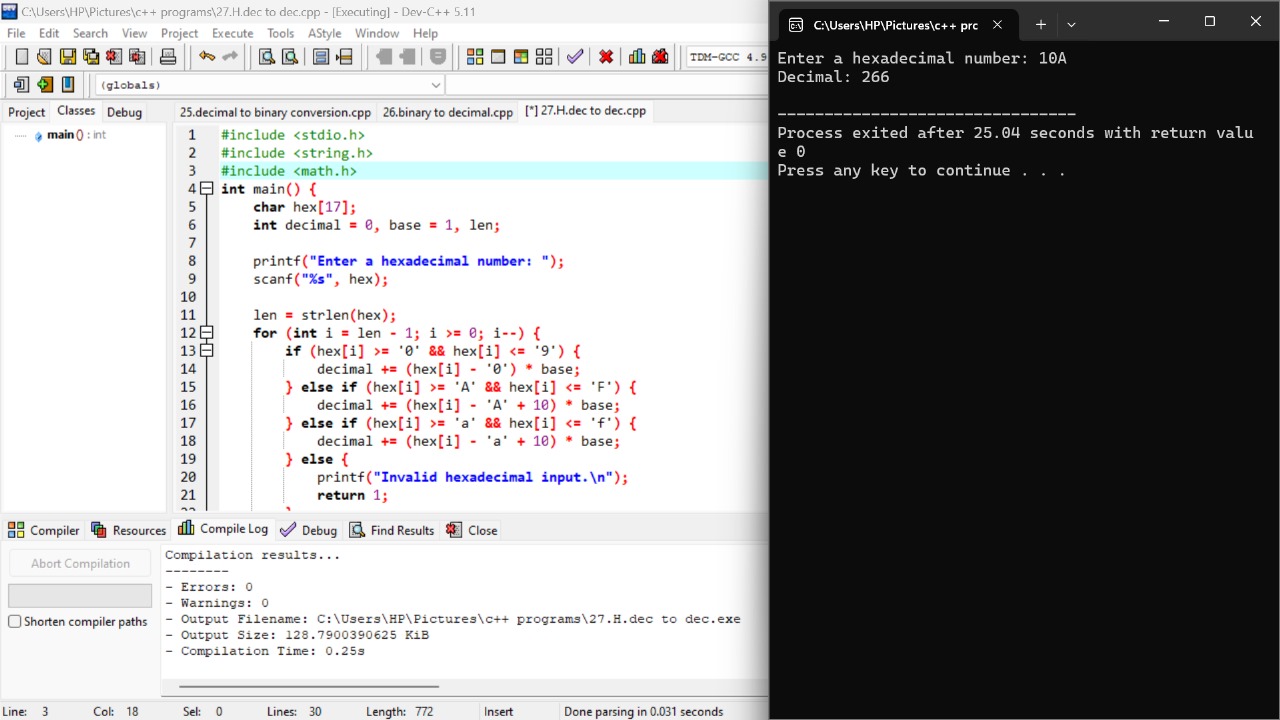 C:\Users\HP\Pictures\c++ programs\27.H.dec to dec.cpp - [Executing] - Dev-C++ 5.11
File Edit Search View Project Execute Tools AStyle Window Help
TDM-GCC 4.9
(globals)
Project Classes Debug
main () : int
25.decimal to binary conversion.cpp 26.binary to decimal.cpp [*] 27.H.dec to dec.cpp
1 #include <stdio.h>
2 #include <string.h>
3 #include <math.h>
4 int main() {
5 char hex[17];
6 int decimal = 0, base = 1, len;
7
8 printf("Enter a hexadecimal number: ");
9 scanf("%s", hex);
10
11 len = strlen(hex);
12 for (int i = len - 1; i >= 0; i--) {
13 if (hex[i] >= '0' && hex[i] <= '9') {
14 decimal += (hex[i] - '0') * base;
15 } else if (hex[i] >= 'A' && hex[i] <= 'F') {
16 decimal += (hex[i] - 'A' + 10) * base;
17 } else if (hex[i] >= 'a' && hex[i] <= 'f') {
18 decimal += (hex[i] - 'a' + 10) * base;
19 } else {
20 printf("Invalid hexadecimal input.\n");
21 return 1;
Compiler Resources Compile Log Debug Find Results Close
Abort Compilation
Shorten compiler paths
Compilation results...
--------
- Errors: 0
- Warnings: 0
- Output Filename: C:\Users\HP\Pictures\c++ programs\27.H.dec to dec.exe
- Output Size: 128.7900390625 KiB
- Compilation Time: 0.25s
Line: 3 Col: 18 Sel: 0 Lines: 30 Length: 772 Insert Done parsing in 0.031 seconds
C:\Users\HP\Pictures\c++ prc
Enter a hexadecimal number: 10A
Decimal: 266
--------------------------------
Process exited after 25.04 seconds with return valu
e 0
Press any key to continue . . .